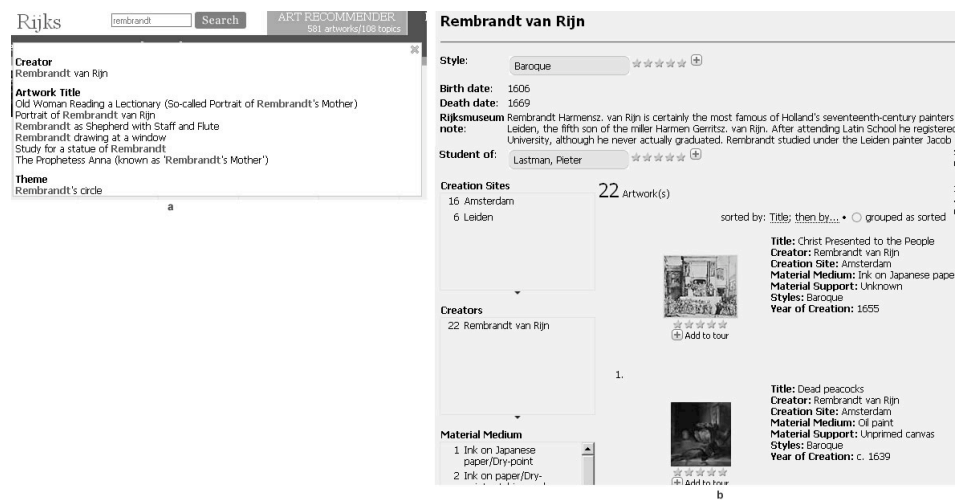 Rijks
rembrandt
Search
ART RECOMMENDER
581 artworks/108 topics
Creator
Rembrandt van Rijn
Artwork Title
Old Woman Reading a Lectionary (So-called Portrait of Rembrandt's Mother)
Portrait of Rembrandt van Rijn
Rembrandt as Shepherd with Staff and Flute
Rembrandt drawing at a window
Study for a statue of Rembrandt
The Prophetess Anna (known as 'Rembrandt's Mother')
Theme
Rembrandt's circle
a
Rembrandt van Rijn
Style:
Baroque
Birth date: 1606
Death date: 1669
Rijksmuseum note: Rembrandt Harmensz. van Rijn is certainly the most famous of Holland's seventeenth-century painters
Leiden, the fifth son of the miller Harmen Gerritsz. van Rijn. After attending Latin School he registered
University, although he never actually graduated. Rembrandt studied under the Leiden painter Jacob
Student of:
Lastman, Pieter
Creation Sites
16 Amsterdam
6 Leiden
Creators
22 Rembrandt van Rijn
Material Medium
1 Ink on Japanese
paper/Dry-point
2 Ink on paper/Dry-
22 Artwork(s)
sorted by: Title; then by... • grouped as sorted
Title: Christ Presented to the People
Creator: Rembrandt van Rijn
Creation Site: Amsterdam
Material Medium: Ink on Japanese pape
Material Support: Unknown
Styles: Baroque
Year of Creation: 1655
Add to tour
1.
Title: Dead peacocks
Creator: Rembrandt van Rijn
Creation Site: Amsterdam
Material Medium: Oil paint
Material Support: Unprimed canvas
Styles: Baroque
Year of Creation: c. 1639
Add to tour
b